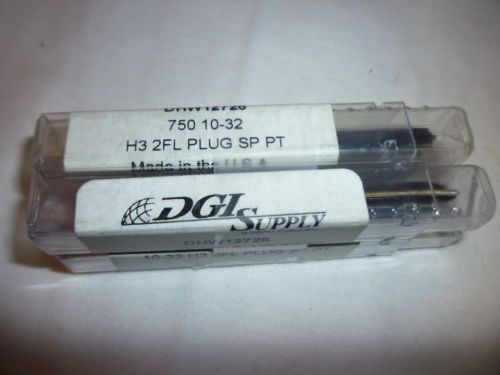 DHW12728
750 10-32
H3 2FL PLUG SP PT
Made in the U.S.A
DGI SUPPLY
DHW12728
10-32 H3 2FL PLUG